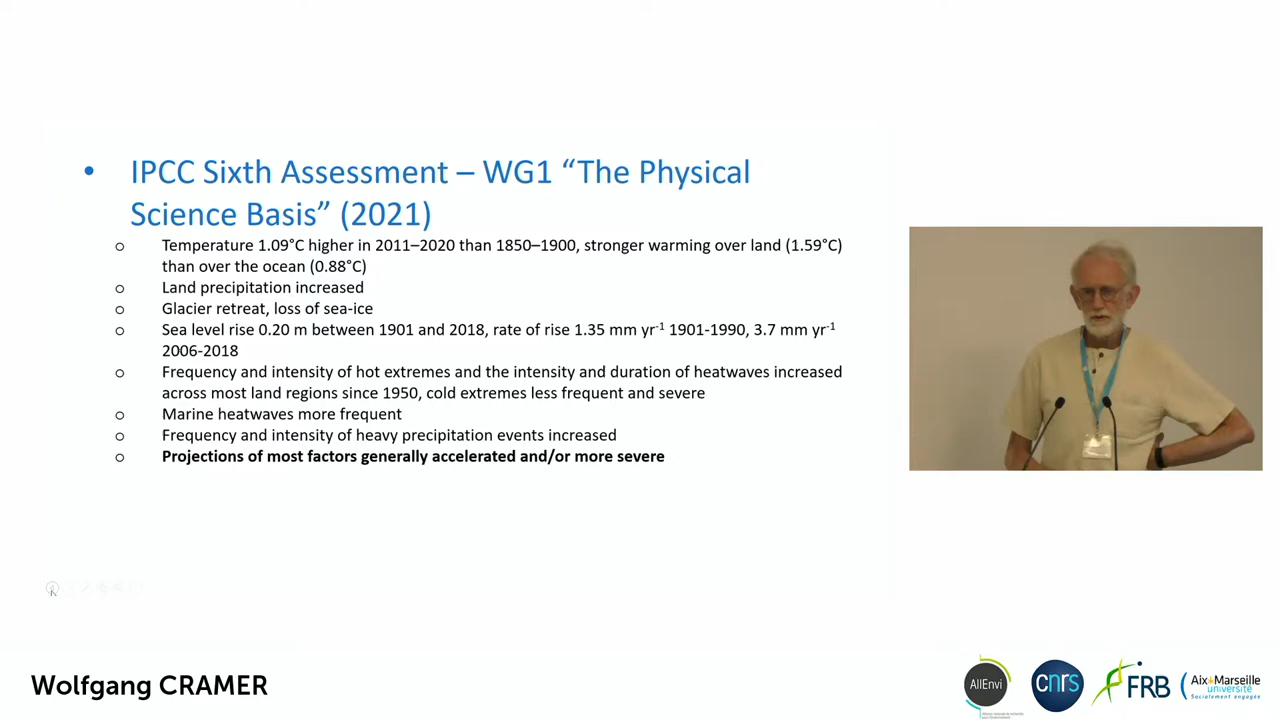 • IPCC Sixth Assessment – WG1 “The Physical
Science Basis” (2021)
o Temperature 1.09°C higher in 2011–2020 than 1850–1900, stronger warming over land (1.59°C)
than over the ocean (0.88°C)
o Land precipitation increased
o Glacier retreat, loss of sea-ice
o Sea level rise 0.20 m between 1901 and 2018, rate of rise 1.35 mm yr⁻¹ 1901-1990, 3.7 mm yr⁻¹
2006-2018
o Frequency and intensity of hot extremes and the intensity and duration of heatwaves increased
across most land regions since 1950, cold extremes less frequent and severe
o Marine heatwaves more frequent
o Frequency and intensity of heavy precipitation events increased
o Projections of most factors generally accelerated and/or more severe
Wolfgang CRAMER
AllEnvi
cnrs
FRB
Aix*Marseille
université
Socialement engagée